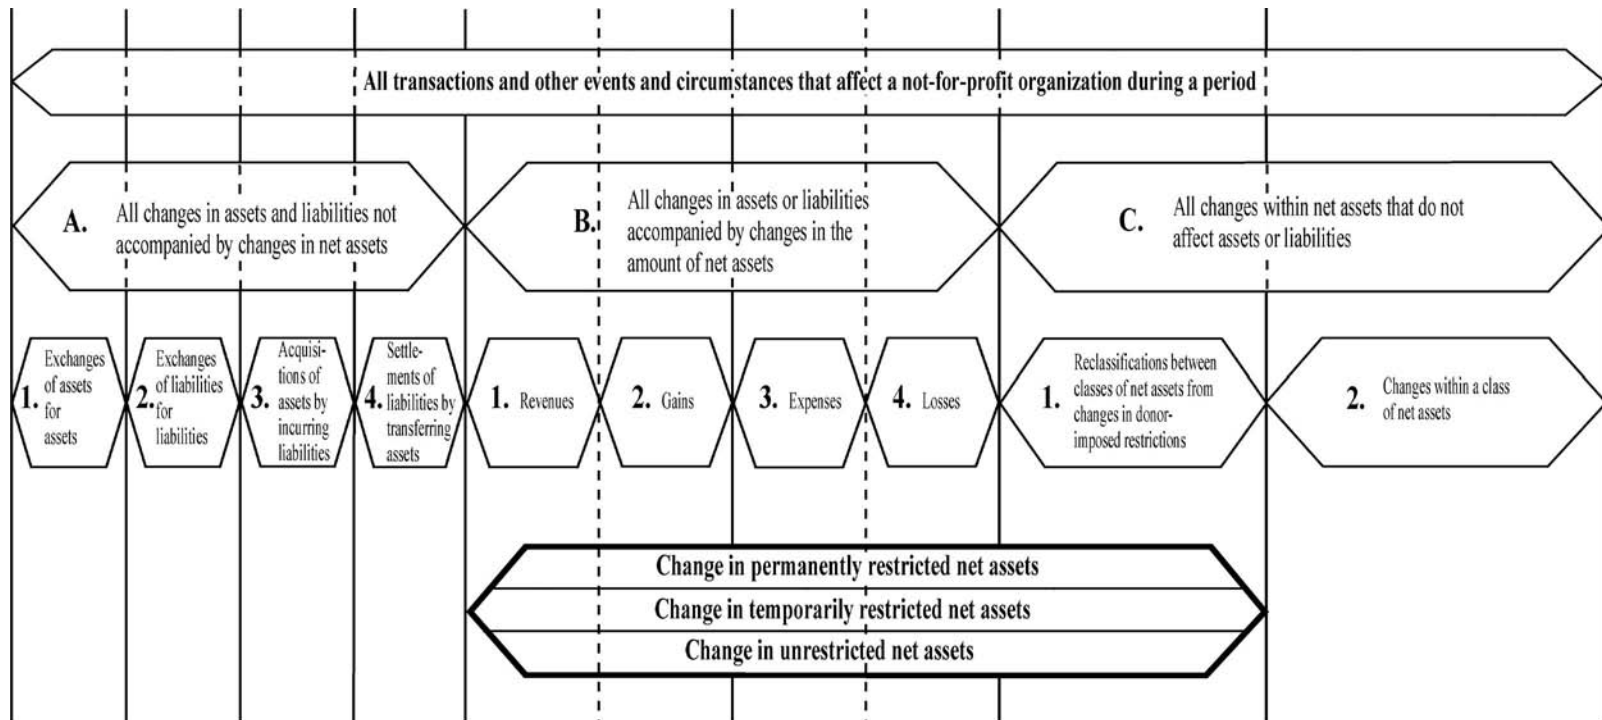 All transactions and other events and circumstances that affect a not-for-profit organization during a period
A.
All changes in assets and liabilities not
accompanied by changes in net assets
B.
All changes in assets or liabilities
accompanied by changes in the
amount of net assets
C.
All changes within net assets that do not
affect assets or liabilities
1.
Exchanges
of assets
for
assets
2.
Exchanges
of liabilities
for
liabilities
3.
Acquisi-
tions of
assets by
incurring
liabilities
4.
Settle-
ments of
liabilities by
transferring
assets
1. Revenues
2. Gains
3. Expenses
4. Losses
1.
Reclassifications between
classes of net assets from
changes in donor-
imposed restrictions
2.
Changes within a class
of net assets
Change in permanently restricted net assets
Change in temporarily restricted net assets
Change in unrestricted net assets